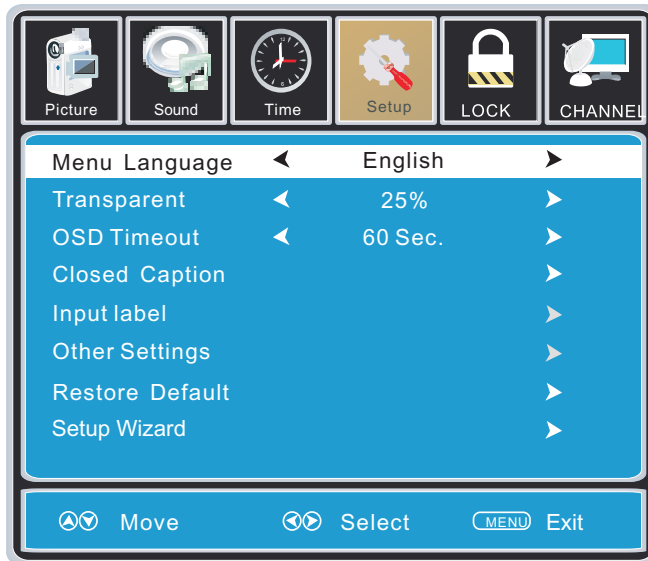 Picture Sound Time Setup LOCK CHANNEL
Menu Language English
Transparent 25%
OSD Timeout 60 Sec.
Closed Caption
Input label
Other Settings
Restore Default
Setup Wizard
Move Select MENU Exit